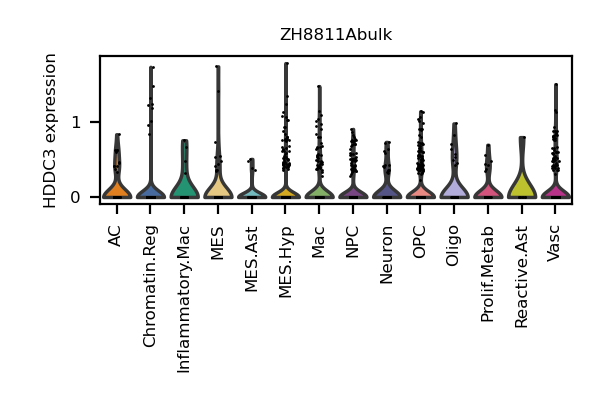 ZH8811Abulk
HDDC3 expression
1
0
AC
Chromatin.Reg
Inflammatory.Mac
MES
MES.Ast
MES.Hyp
Mac
NPC
Neuron
OPC
Oligo
Prolif.Metab
Reactive.Ast
Vasc